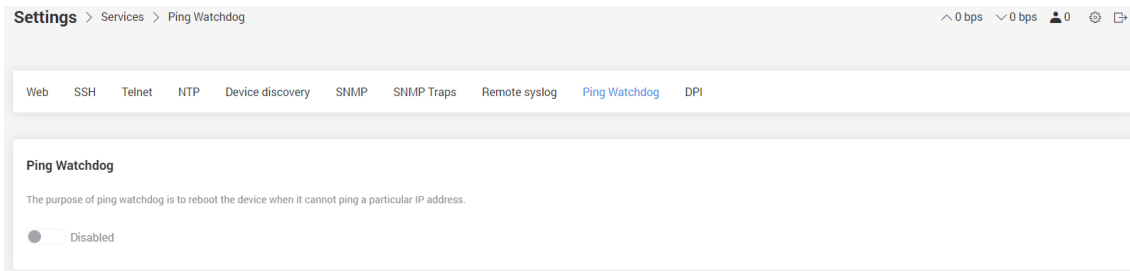 Settings > Services > Ping Watchdog 0 bps 0 bps 0
Web SSH Telnet NTP Device discovery SNMP SNMP Traps Remote syslog Ping Watchdog DPI
Ping Watchdog
The purpose of ping watchdog is to reboot the device when it cannot ping a particular IP address.
Disabled